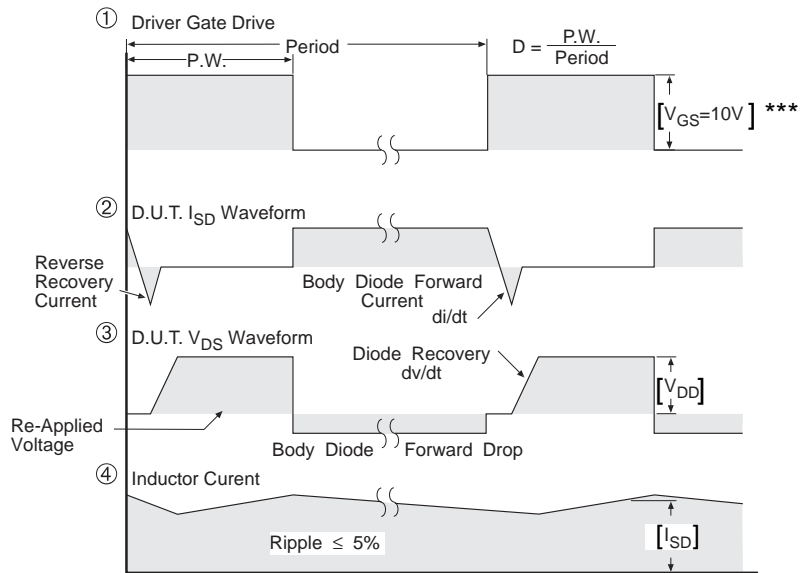 ① Driver Gate Drive
Period
P.W.
D = P.W. / Period
[VGS=10V] ***
② D.U.T. ISD Waveform
Reverse
Recovery
Current
Body Diode Forward
Current
di/dt
③ D.U.T. VDS Waveform
Diode Recovery
dv/dt
[VDD]
Re-Applied
Voltage
Body Diode Forward Drop
④ Inductor Curent
Ripple ≤ 5%
[ISD]